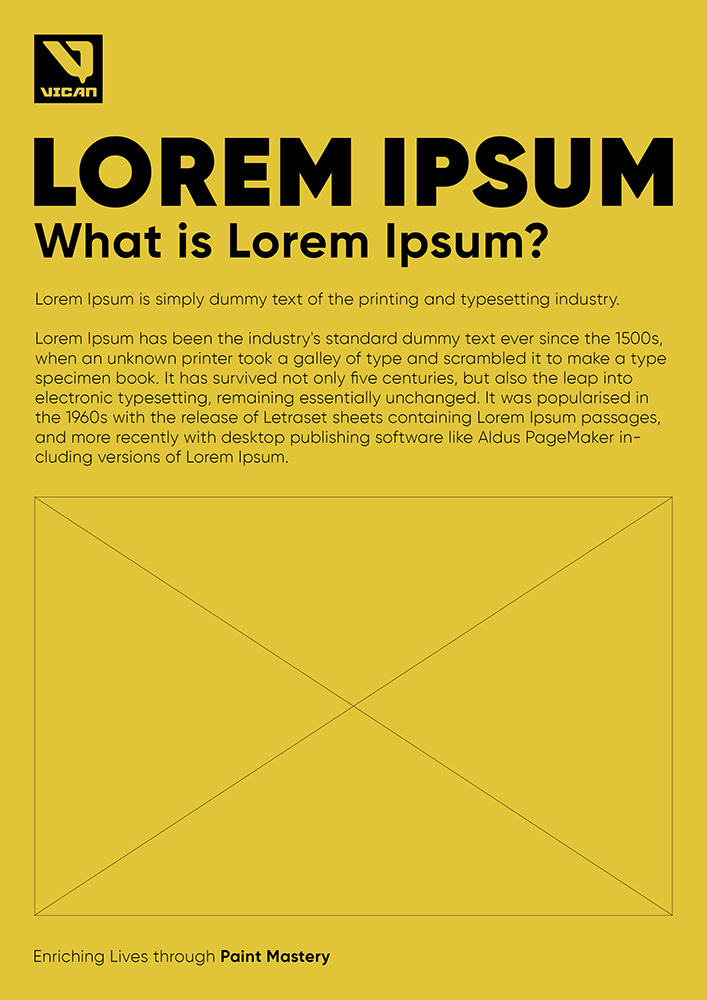 VICAN
LOREM IPSUM
What is Lorem Ipsum?
Lorem Ipsum is simply dummy text of the printing and typesetting industry.
Lorem Ipsum has been the industry's standard dummy text ever since the 1500s,
when an unknown printer took a galley of type and scrambled it to make a type
specimen book. It has survived not only five centuries, but also the leap into
electronic typesetting, remaining essentially unchanged. It was popularised in
the 1960s with the release of Letraset sheets containing Lorem Ipsum passages,
and more recently with desktop publishing software like Aldus PageMaker in-
cluding versions of Lorem Ipsum.
Enriching Lives through Paint Mastery